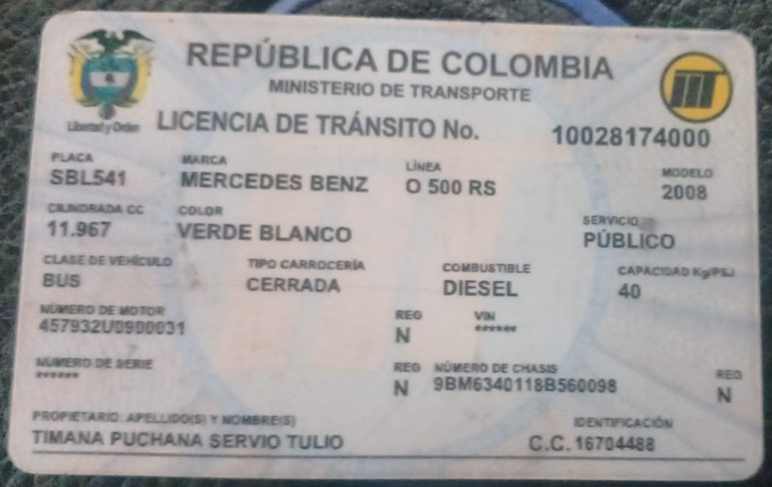 REPÚBLICA DE COLOMBIA
MINISTERIO DE TRANSPORTE
Libertad y Orden
LICENCIA DE TRÁNSITO No. 10028174000
PLACA MARCA LÍNEA MODELO
SBL541 MERCEDES BENZ O 500 RS 2008
CILINDRADA CC COLOR SERVICIO
11.967 VERDE BLANCO PÚBLICO
CLASE DE VEHÍCULO TIPO CARROCERÍA COMBUSTIBLE CAPACIDAD Kg/PSJ
BUS CERRADA DIESEL 40
NÚMERO DE MOTOR REG VIN
457932U0900031 N ******
NÚMERO DE SERIE REG NÚMERO DE CHASIS REG
****** N 9BM6340118B560098 N
PROPIETARIO: APELLIDO(S) Y NOMBRE(S) IDENTIFICACIÓN
TIMANA PUCHANA SERVIO TULIO C.C. 16704488